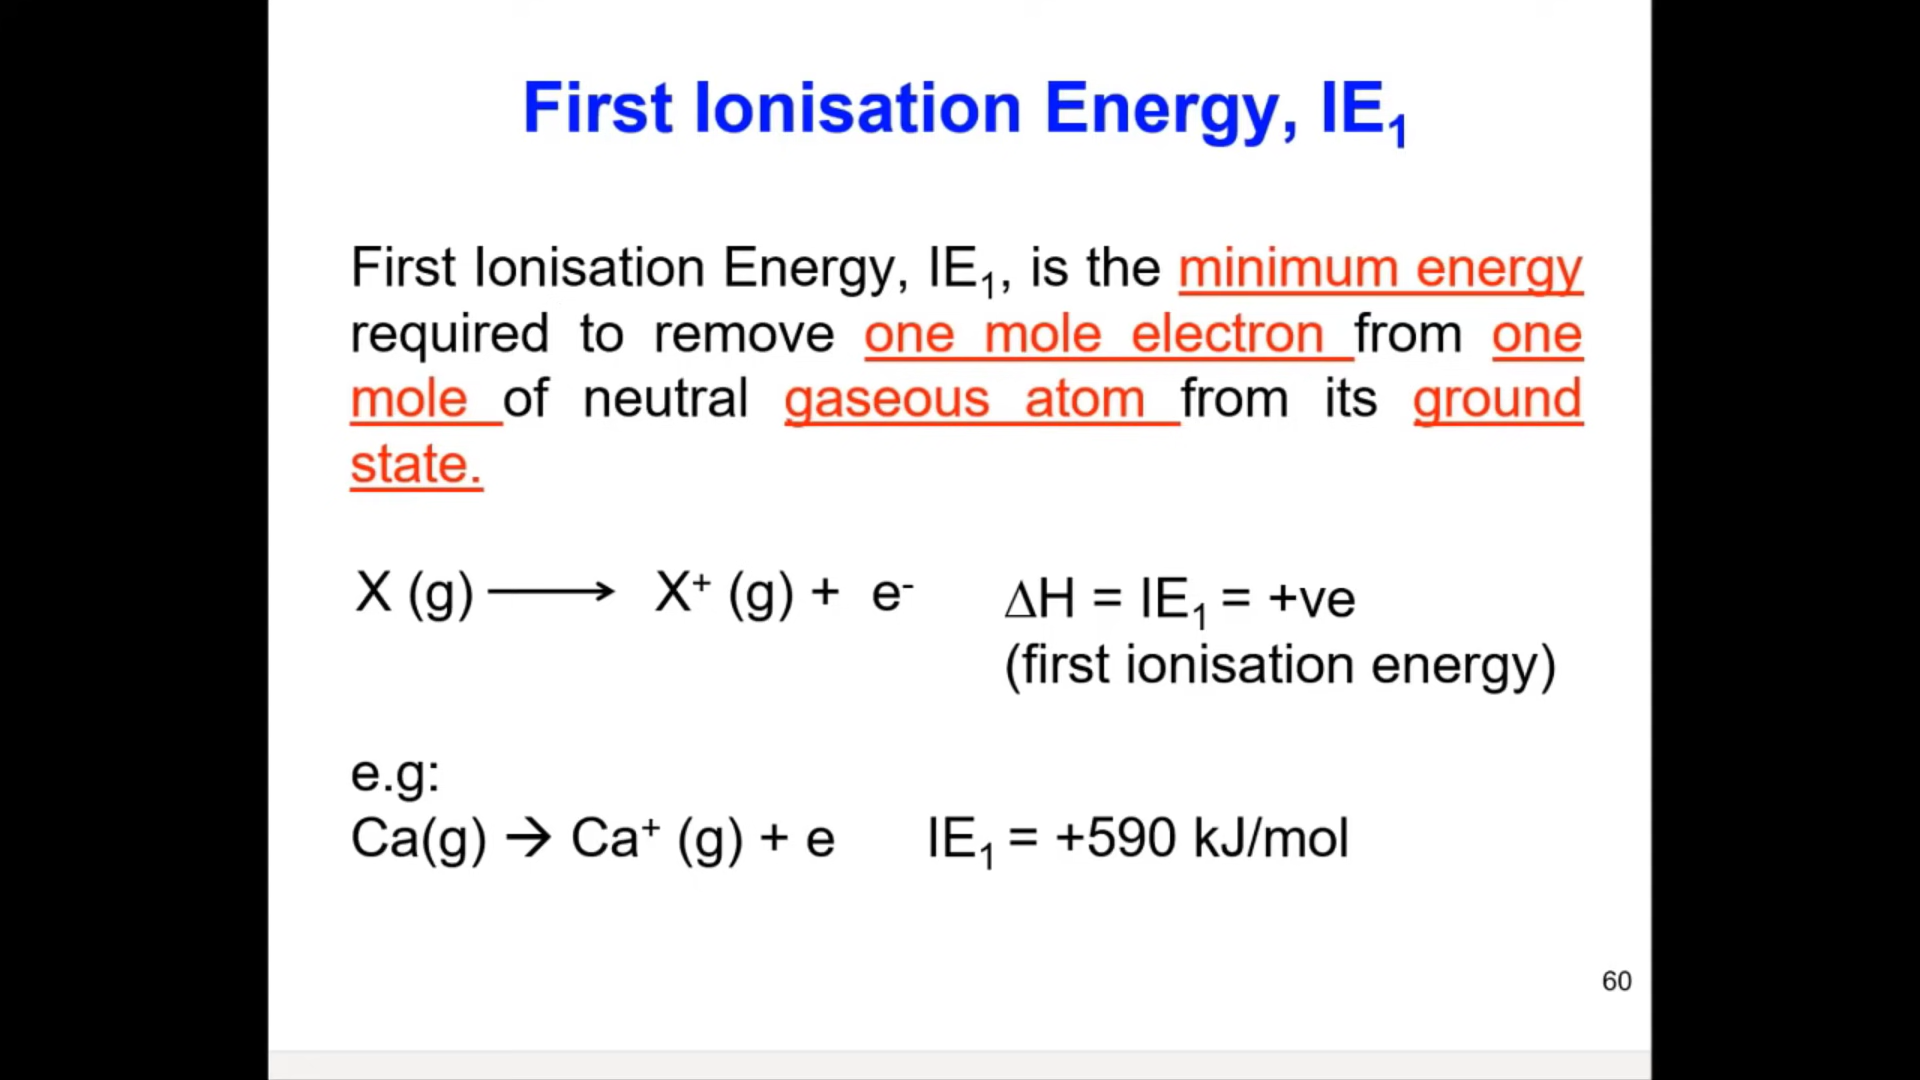 First Ionisation Energy, IE₁
First Ionisation Energy, IE₁, is the minimum energy
required to remove one mole electron from one
mole of neutral gaseous atom from its ground
state.
X (g) ⟶ X⁺ (g) + e⁻ ΔH = IE₁ = +ve
(first ionisation energy)
e.g:
Ca(g) → Ca⁺ (g) + e IE₁ = +590 kJ/mol
60